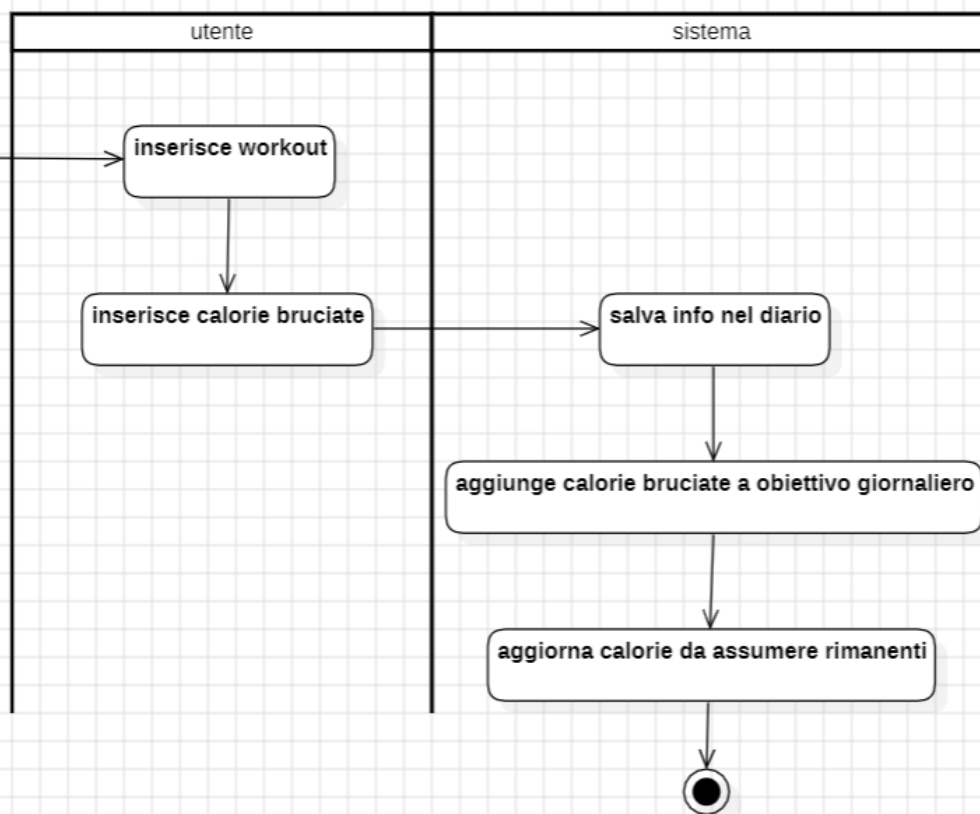 utente
sistema
inserisce workout
inserisce calorie bruciate
salva info nel diario
aggiunge calorie bruciate a obiettivo giornaliero
aggiorna calorie da assumere rimanenti